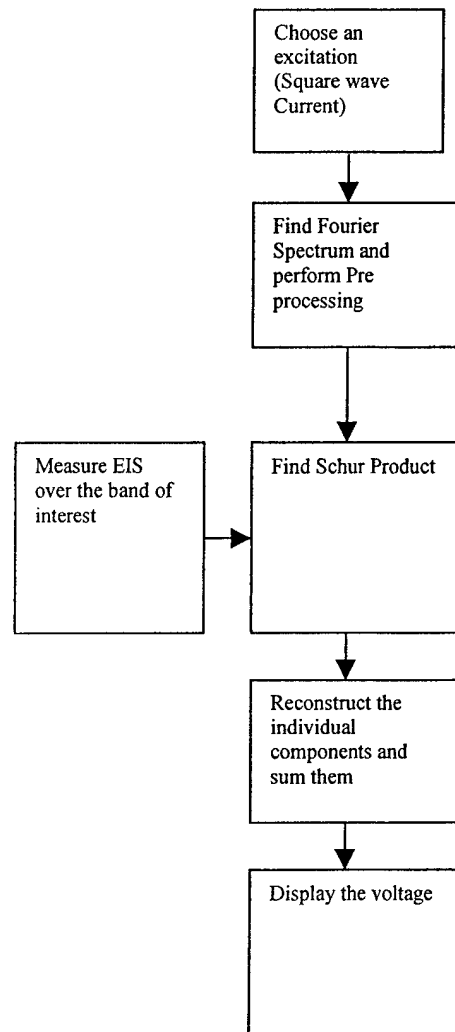 Choose an
excitation
(Square wave
Current)
Find Fourier
Spectrum and
perform Pre
processing
Measure EIS
over the band of
interest
Find Schur Product
Reconstruct the
individual
components and
sum them
Display the voltage